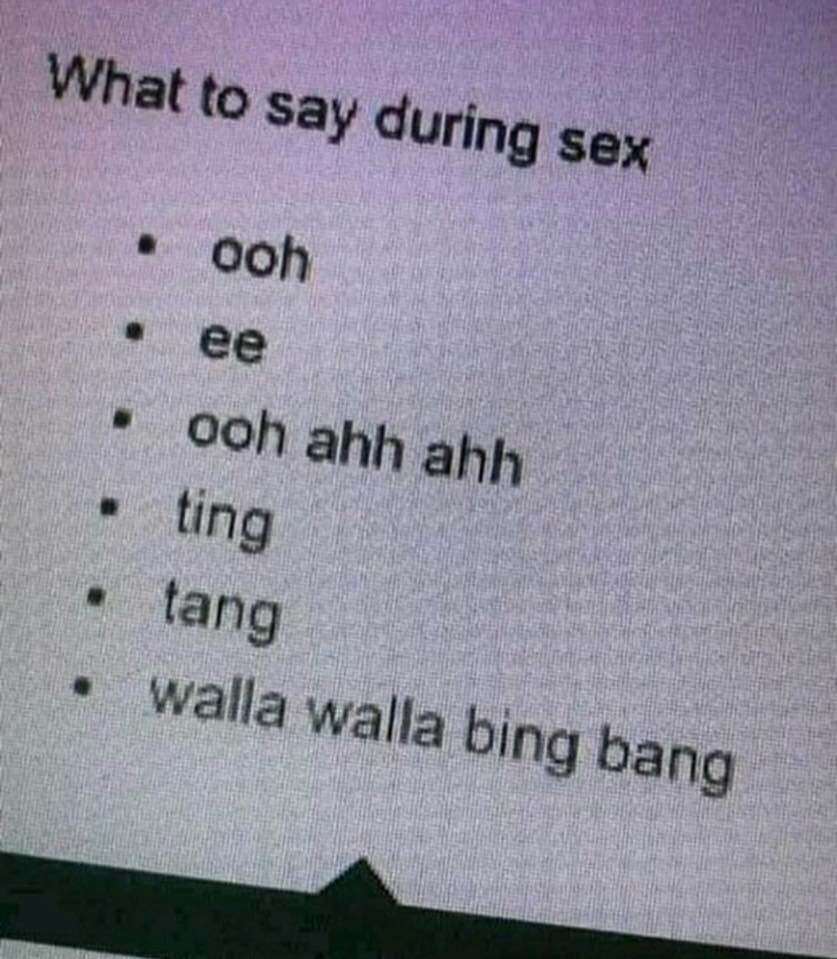 What to say during sex
• ooh
• ee
• ooh ahh ahh
• ting
• tang
• walla walla bing bang